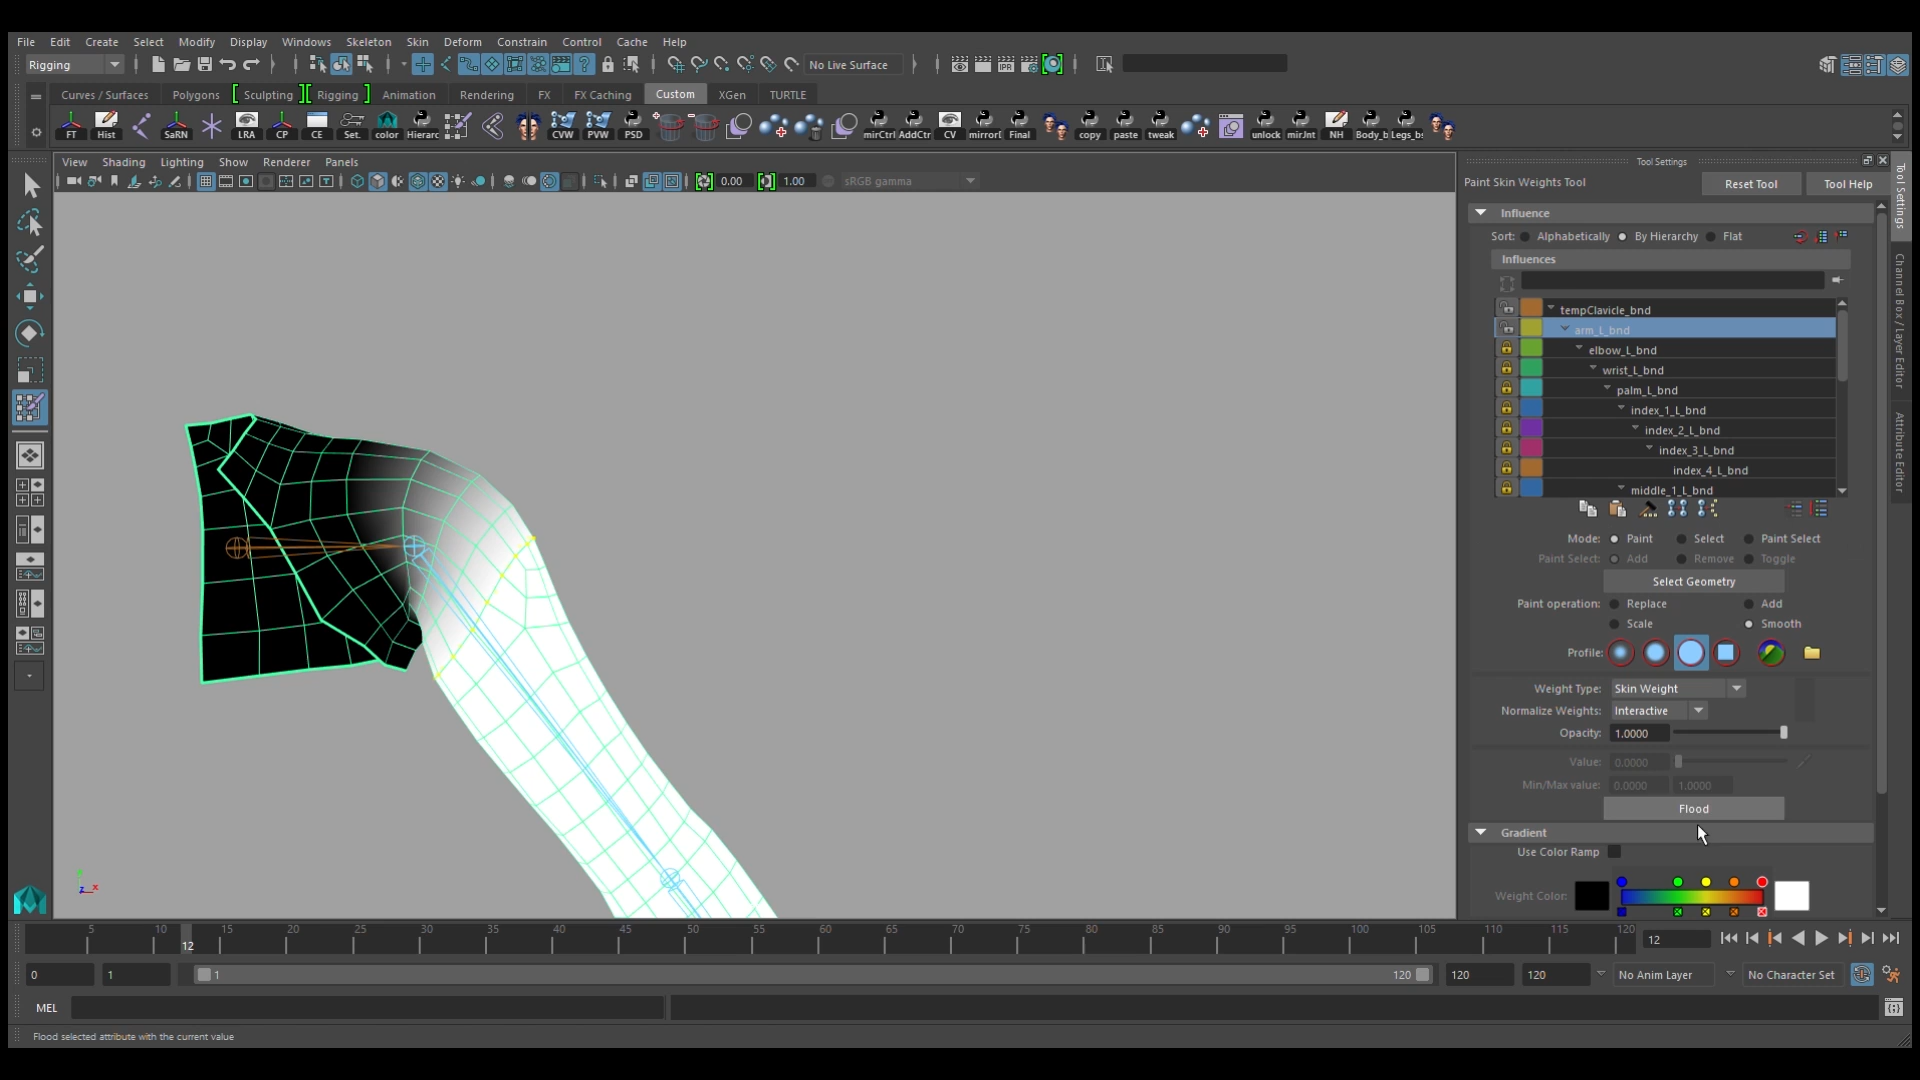 File Edit Create Select Modify Display Windows Skeleton Skin Deform Constrain Control Cache Help
Rigging No Live Surface
Curves / Surfaces Polygons Sculpting Rigging Animation Rendering FX FX Caching Custom XGen TURTLE
FT Hist SaRN LRA CP CE Set. color Hierarc CVW PVW PSD mirCtrl AddCtr CV mirrorl Final copy paste tweak unlock mirJnt NH Body_b Legs_b
View Shading Lighting Show Renderer Panels
0.00 1.00 sRGB gamma
Tool Settings
Paint Skin Weights Tool Reset Tool Tool Help
Influence
Sort: Alphabetically By Hierarchy Flat
Influences
tempClavicle_bnd
arm_L_bnd
elbow_L_bnd
wrist_L_bnd
palm_L_bnd
index_1_L_bnd
index_2_L_bnd
index_3_L_bnd
index_4_L_bnd
middle_1_L_bnd
Mode: Paint Select Paint Select
Paint Select: Add Remove Toggle
Select Geometry
Paint operation: Replace Add
Scale Smooth
Profile:
Weight Type: Skin Weight
Normalize Weights: Interactive
Opacity: 1.0000
Value: 0.0000
Min/Max value: 0.0000 1.0000
Flood
Gradient
Use Color Ramp
Weight Color:
Tool Settings
Channel Box / Layer Editor
Attribute Editor
z x
5 10 15 20 25 30 35 40 45 50 55 60 65 70 75 80 85 90 95 100 105 110 115 120
12 12
0 1 1 120 120 120 No Anim Layer No Character Set
MEL
Flood selected attribute with the current value